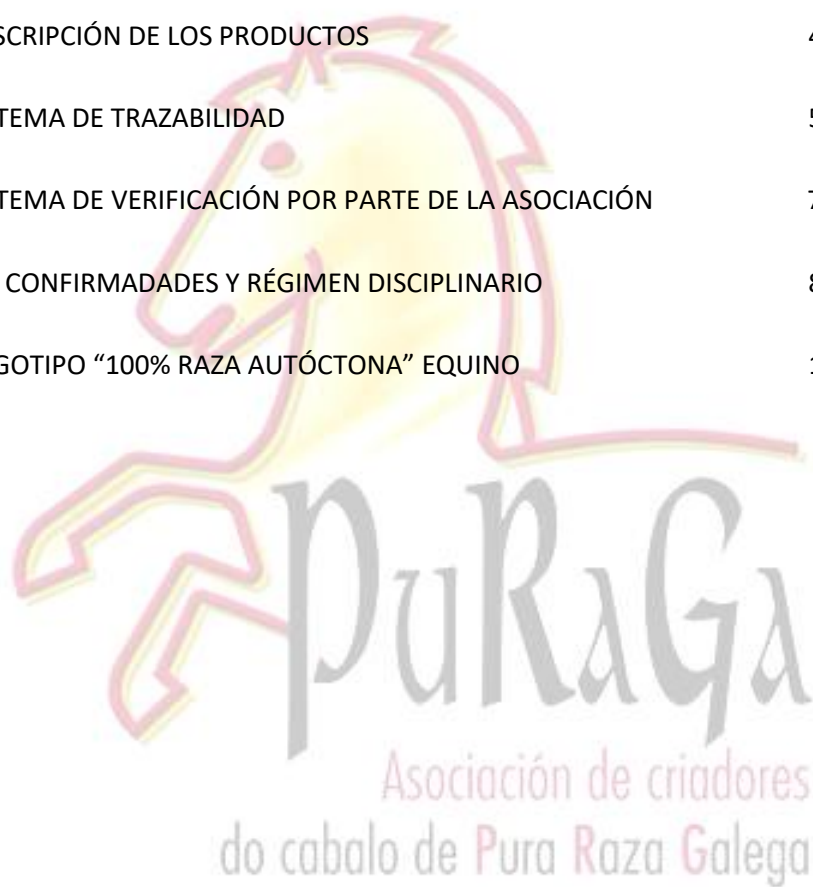 SCRIPCIÓN DE LOS PRODUCTOS 4
TEMA DE TRAZABILIDAD 5
TEMA DE VERIFICACIÓN POR PARTE DE LA ASOCIACIÓN 7
CONFIRMADADES Y RÉGIMEN DISCIPLINARIO 8
GOTIPO “100% RAZA AUTÓCTONA” EQUINO 1
PuRaGa
Asociación de criadores
do cabalo de Pura Raza Galega